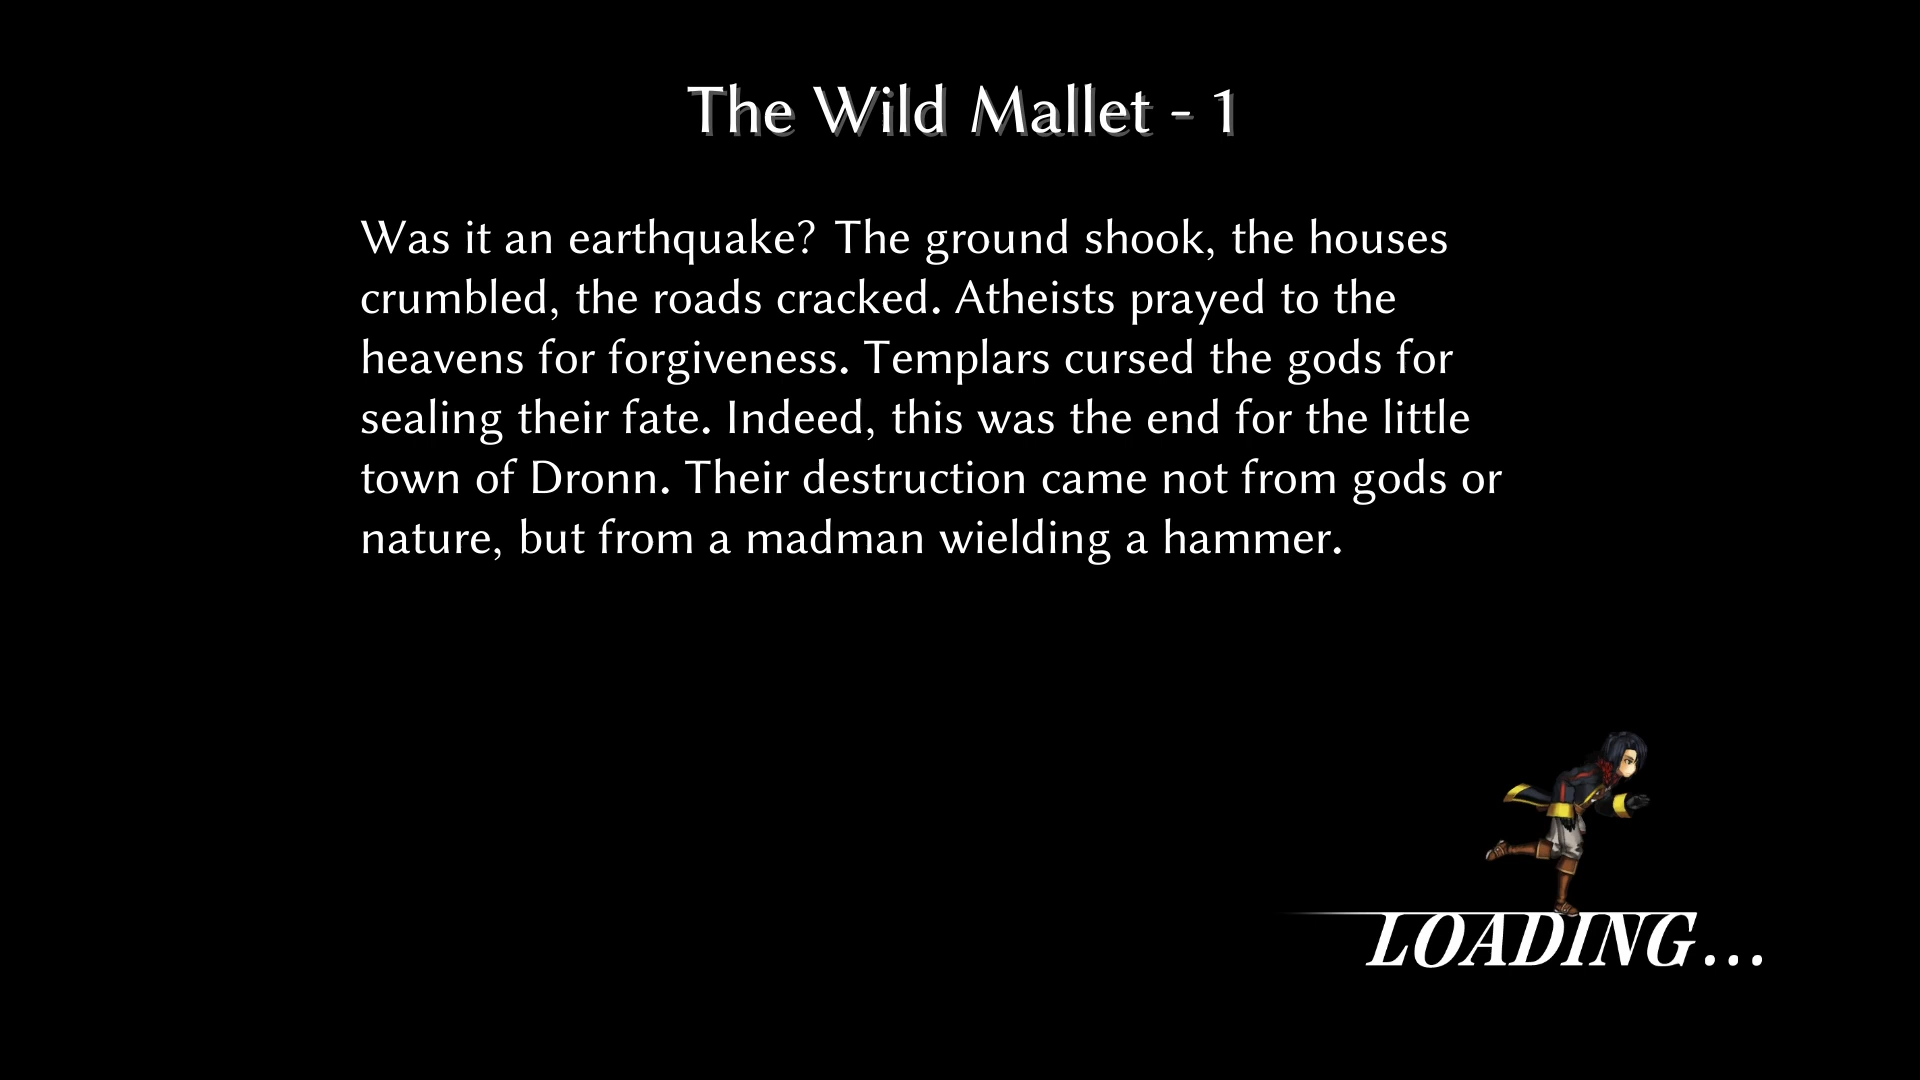 The Wild Mallet - 1
Was it an earthquake? The ground shook, the houses
crumbled, the roads cracked. Atheists prayed to the
heavens for forgiveness. Templars cursed the gods for
sealing their fate. Indeed, this was the end for the little
town of Dronn. Their destruction came not from gods or
nature, but from a madman wielding a hammer.
LOADING...